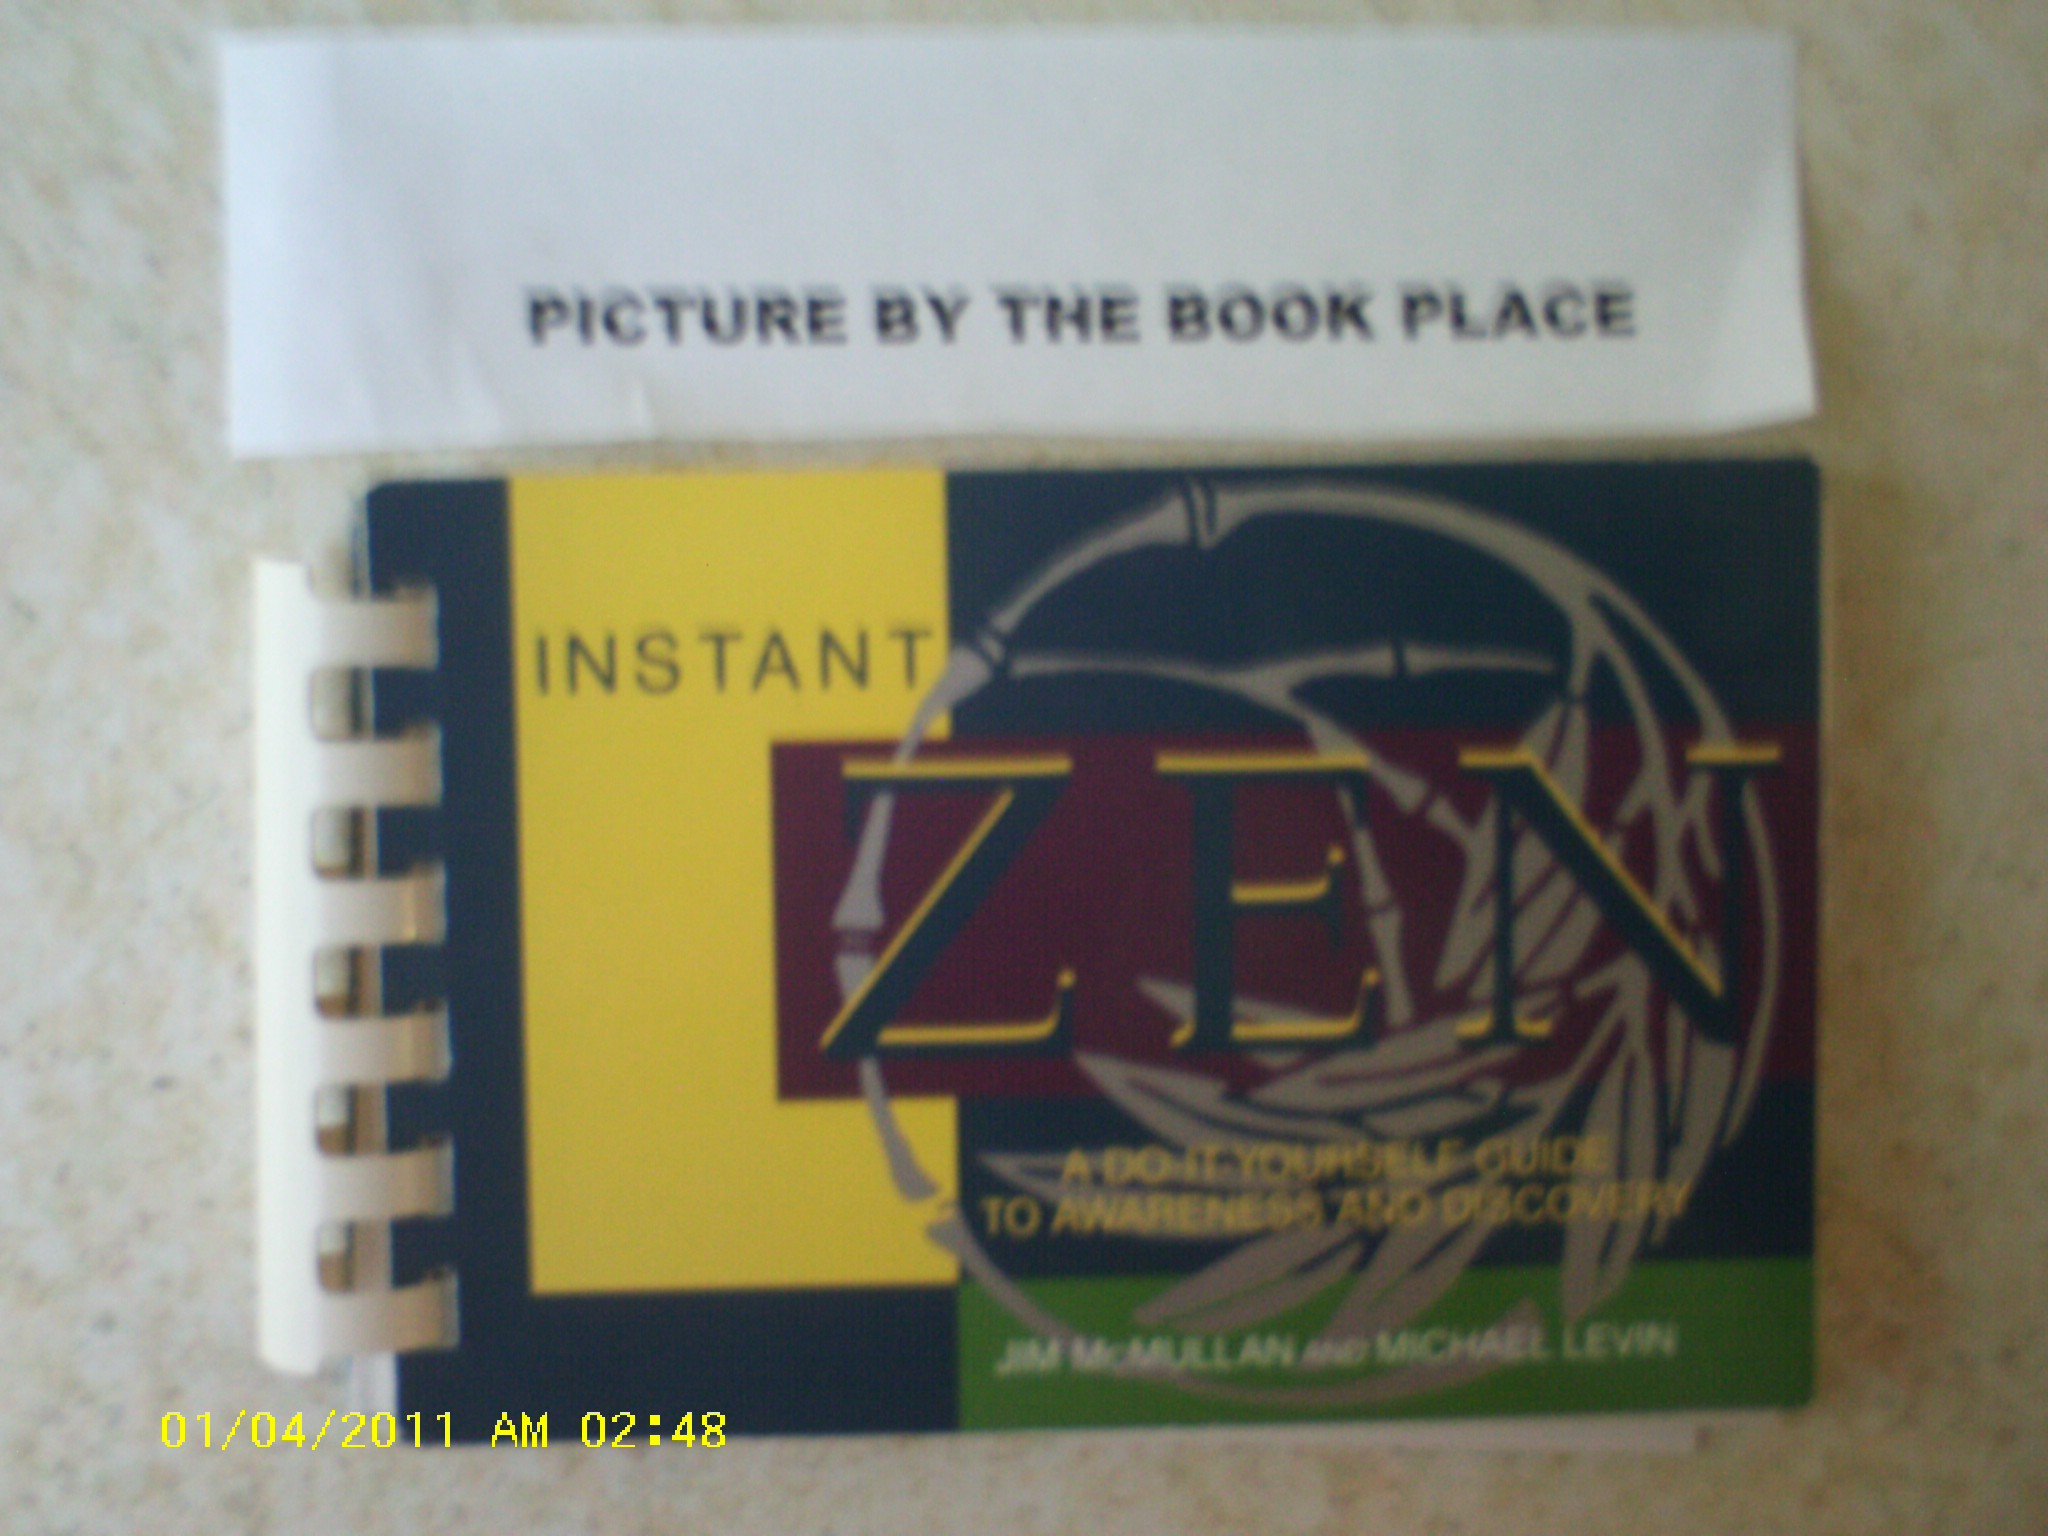 PICTURE BY THE BOOK PLACE
INSTANT
ZEN
A DO-IT-YOURSELF GUIDE
TO AWARENESS AND DISCOVERY
JIM McMULLAN AND MICHAEL LEVIN
01/04/2011 AM 02:48